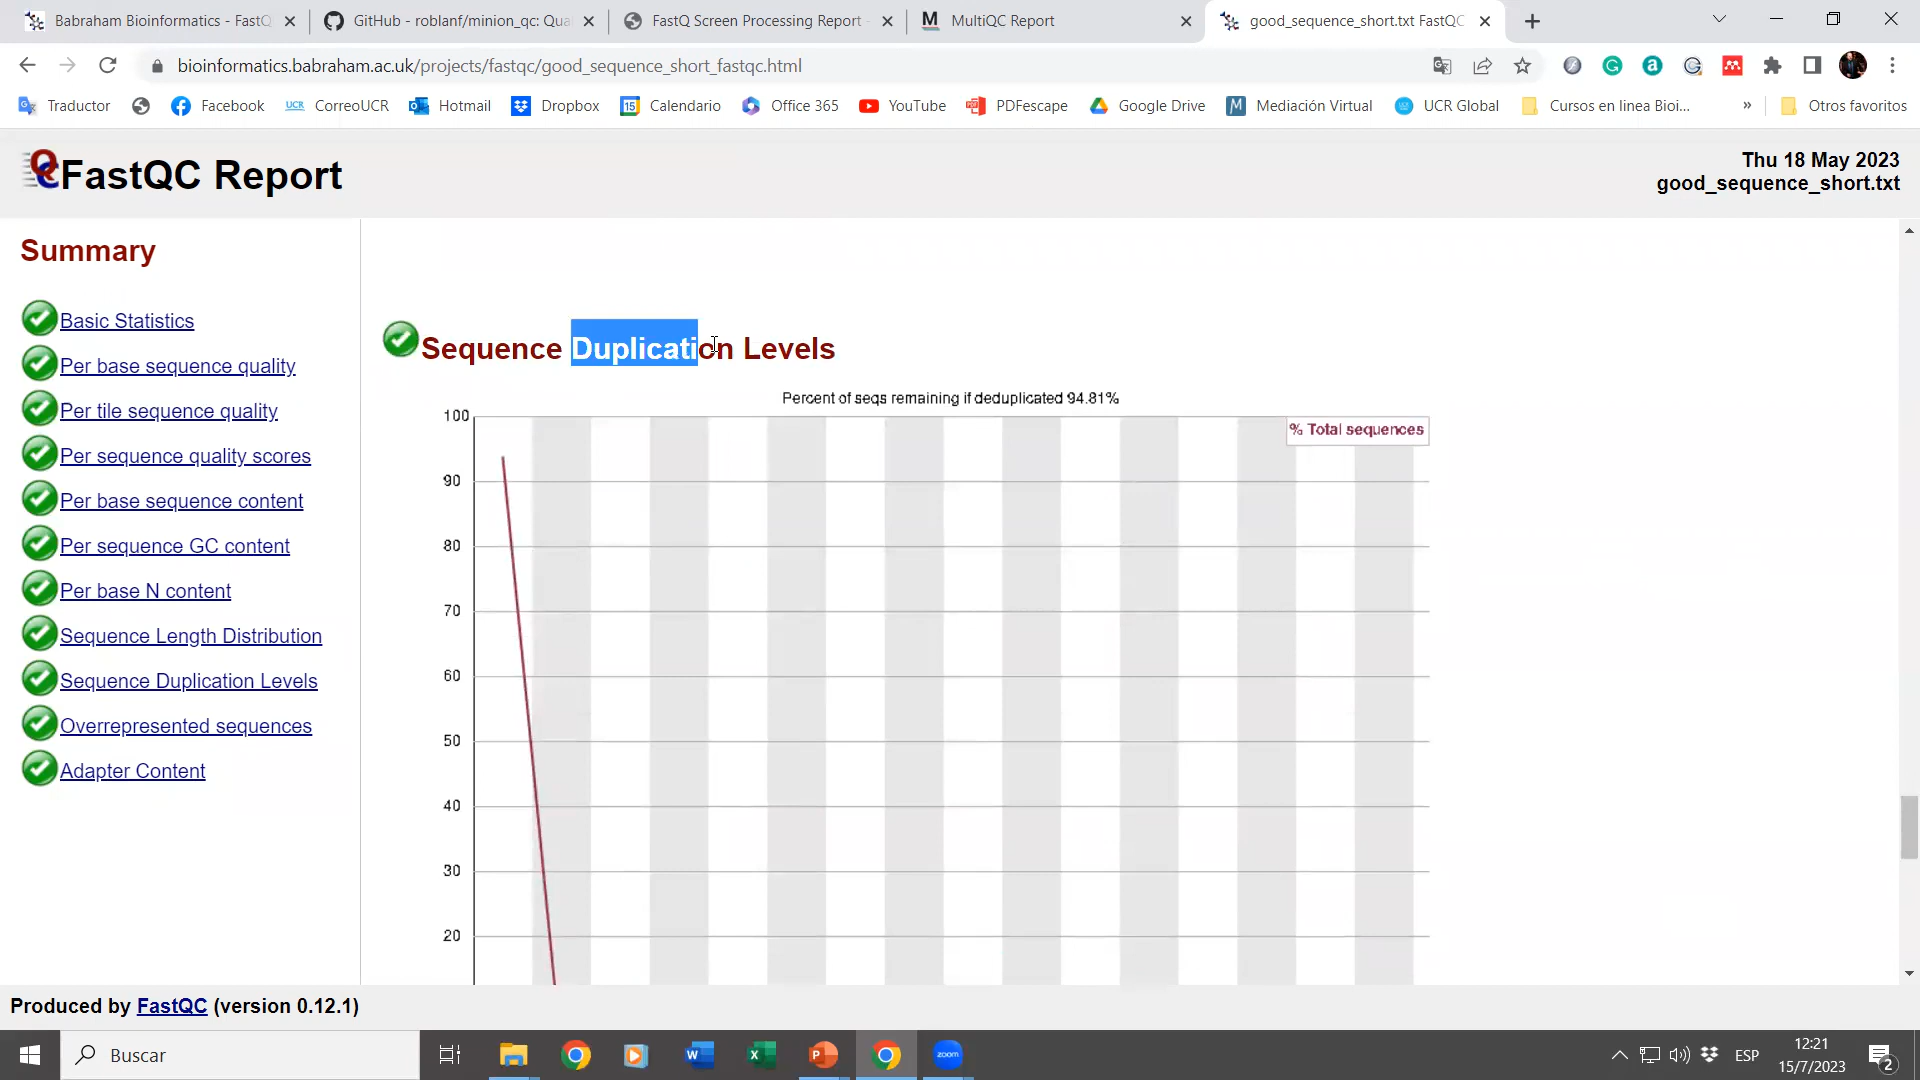 Babraham Bioinformatics - FastQ
GitHub - roblanf/minion_qc: Qua
FastQ Screen Processing Report -
MultiQC Report
good_sequence_short.txt FastQC
bioinformatics.babraham.ac.uk/projects/fastqc/good_sequence_short_fastqc.html
Traductor
Facebook
UCR CorreoUCR
Hotmail
Dropbox
15 Calendario
Office 365
YouTube
PDFescape
Google Drive
M Mediación Virtual
UCR Global
Cursos en linea Bioi...
»
Otros favoritos
FastQC Report
Thu 18 May 2023
good_sequence_short.txt
Summary
Basic Statistics
Per base sequence quality
Per tile sequence quality
Per sequence quality scores
Per base sequence content
Per sequence GC content
Per base N content
Sequence Length Distribution
Sequence Duplication Levels
Overrepresented sequences
Adapter Content
Sequence Duplication Levels
Percent of seqs remaining if deduplicated 94.81%
% Total sequences
100
90
80
70
60
50
40
30
20
Produced by FastQC (version 0.12.1)
Buscar
zoom
ESP
12:21
15/7/2023
2